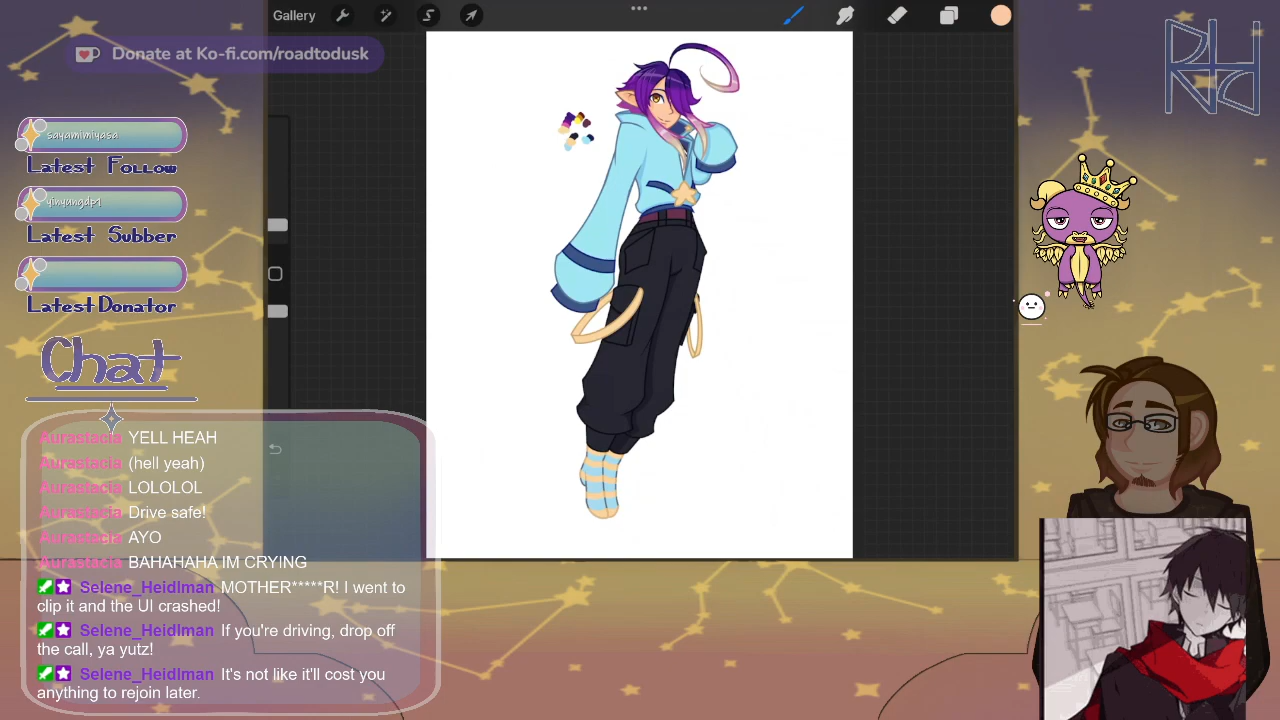 Gallery
Donate at Ko-fi.com/roadtodusk
sayamimiyasa
Latest Follow
yinyangdp1
Latest Subber
Latest Donator
Chat
Aurastacia YELL HEAH
Aurastacia (hell yeah)
Aurastacia LOLOLOL
Aurastacia Drive safe!
Aurastacia AYO
Aurastacia BAHAHAHA IM CRYING
Selene_Heidlman MOTHER*****R! I went to
clip it and the UI crashed!
Selene_Heidlman If you're driving, drop off
the call, ya yutz!
Selene_Heidlman It's not like it'll cost you
anything to rejoin later.